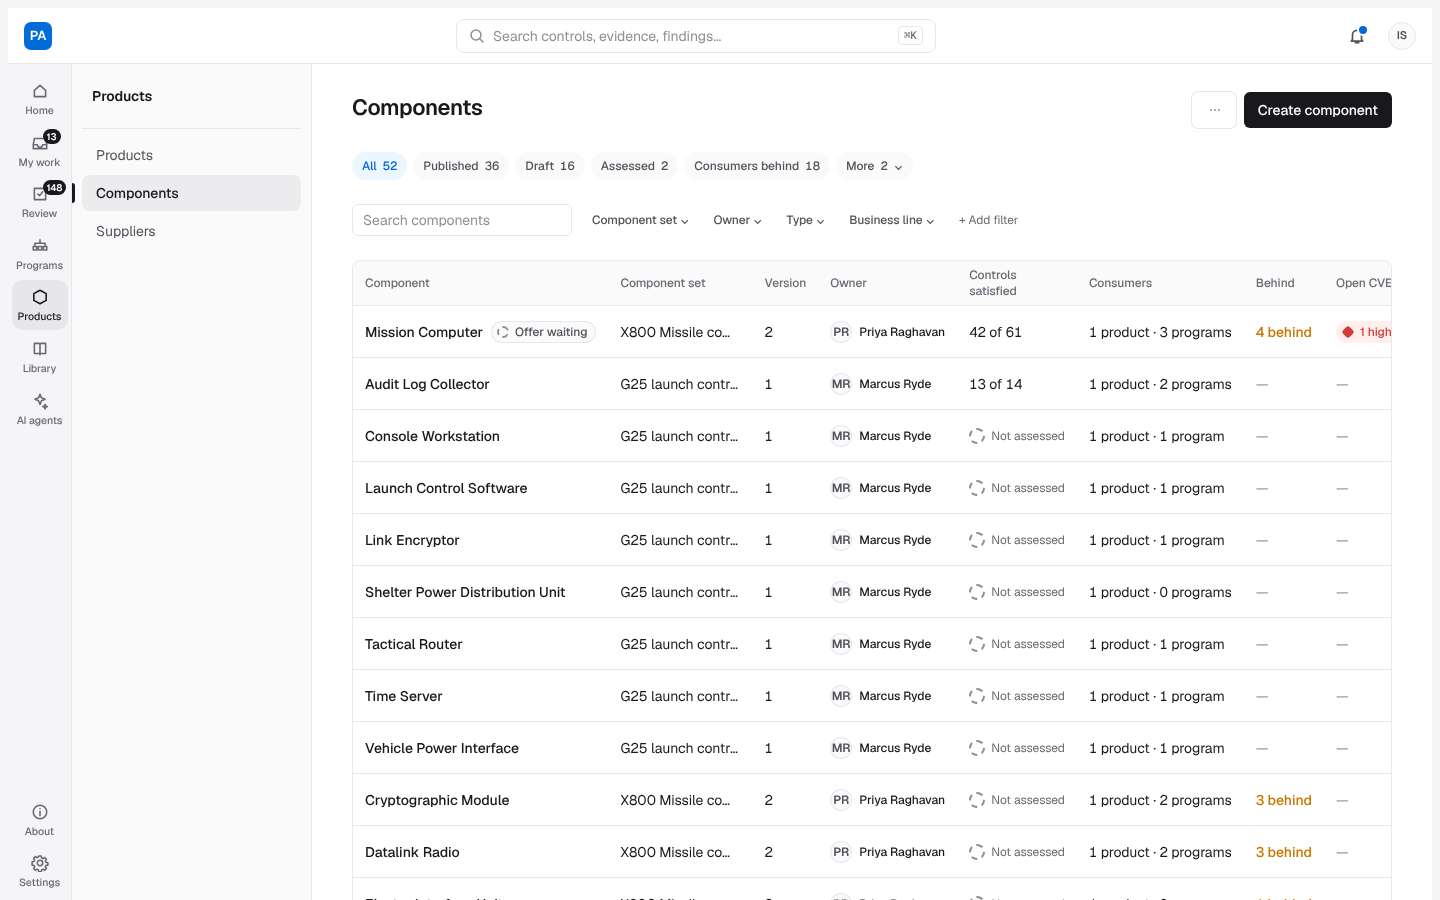 PA
Search controls, evidence, findings...
⌘K
IS
Home
13
My work
148
Review
Programs
Products
Library
AI agents
About
Settings
Products
Products
Components
Suppliers
Components
...
Create component
All 52
Published 36
Draft 16
Assessed 2
Consumers behind 18
More 2
Search components
Component set
Owner
Type
Business line
+ Add filter
Component Component set Version Owner Controls satisfied Consumers Behind Open CVE
Mission Computer Offer waiting X800 Missile co... 2 PR Priya Raghavan 42 of 61 1 product · 3 programs 4 behind 1 high
Audit Log Collector G25 launch contr... 1 MR Marcus Ryde 13 of 14 1 product · 2 programs — —
Console Workstation G25 launch contr... 1 MR Marcus Ryde Not assessed 1 product · 1 program — —
Launch Control Software G25 launch contr... 1 MR Marcus Ryde Not assessed 1 product · 1 program — —
Link Encryptor G25 launch contr... 1 MR Marcus Ryde Not assessed 1 product · 1 program — —
Shelter Power Distribution Unit G25 launch contr... 1 MR Marcus Ryde Not assessed 1 product · 0 programs — —
Tactical Router G25 launch contr... 1 MR Marcus Ryde Not assessed 1 product · 1 program — —
Time Server G25 launch contr... 1 MR Marcus Ryde Not assessed 1 product · 1 program — —
Vehicle Power Interface G25 launch contr... 1 MR Marcus Ryde Not assessed 1 product · 1 program — —
Cryptographic Module X800 Missile co... 2 PR Priya Raghavan Not assessed 1 product · 2 programs 3 behind —
Datalink Radio X800 Missile co... 2 PR Priya Raghavan Not assessed 1 product · 2 programs 3 behind —